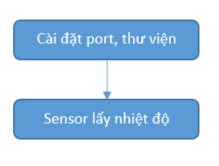 Cài đặt port, thư viện
Sensor lấy nhiệt độ